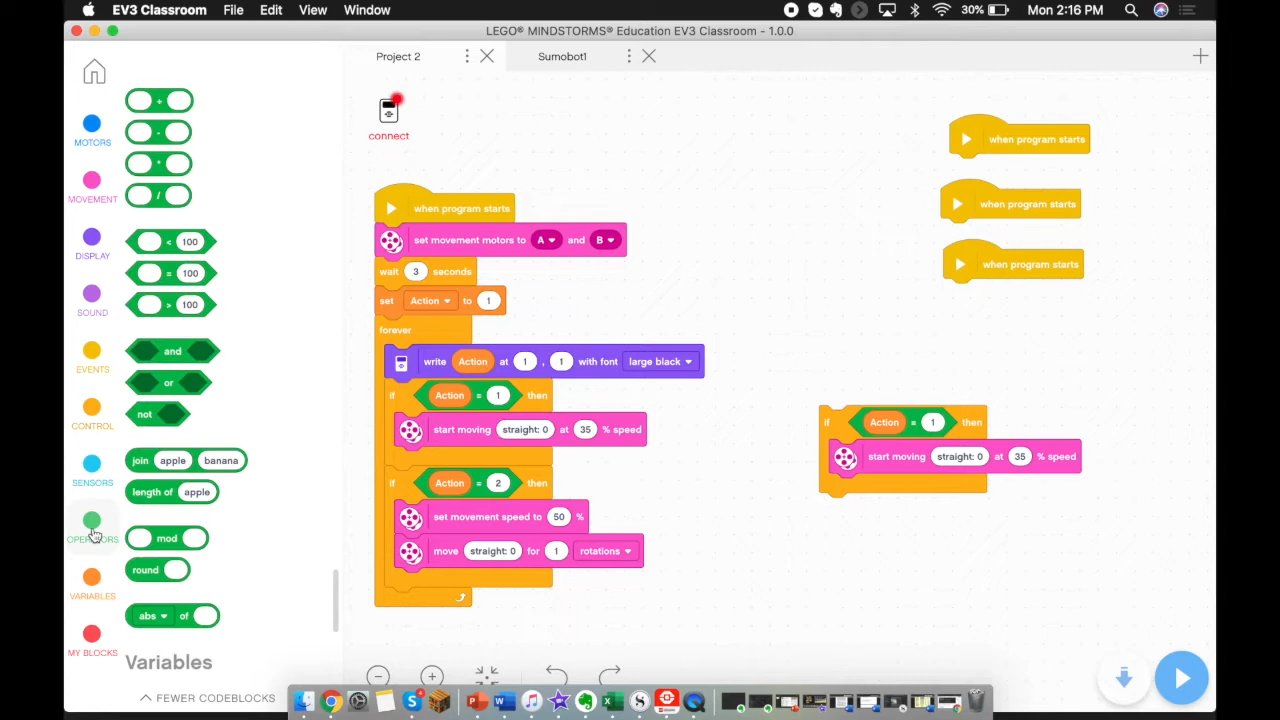 EV3 Classroom File Edit View Window 30% Mon 2:16 PM
LEGO® MINDSTORMS® Education EV3 Classroom - 1.0.0
Project 2 Sumobot1
connect
MOTORS
MOVEMENT
DISPLAY
SOUND
EVENTS
CONTROL
SENSORS
OPERATORS
VARIABLES
MY BLOCKS
+
-
*
/
< 100
= 100
> 100
and
or
not
join apple banana
length of apple
mod
round
abs of
Variables
FEWER CODEBLOCKS
when program starts
set movement motors to A and B
wait 3 seconds
set Action to 1
forever
write Action at 1 , 1 with font large black
if Action = 1 then
start moving straight: 0 at 35 % speed
if Action = 2 then
set movement speed to 50 %
move straight: 0 for 1 rotations
when program starts
when program starts
when program starts
if Action = 1 then
start moving straight: 0 at 35 % speed